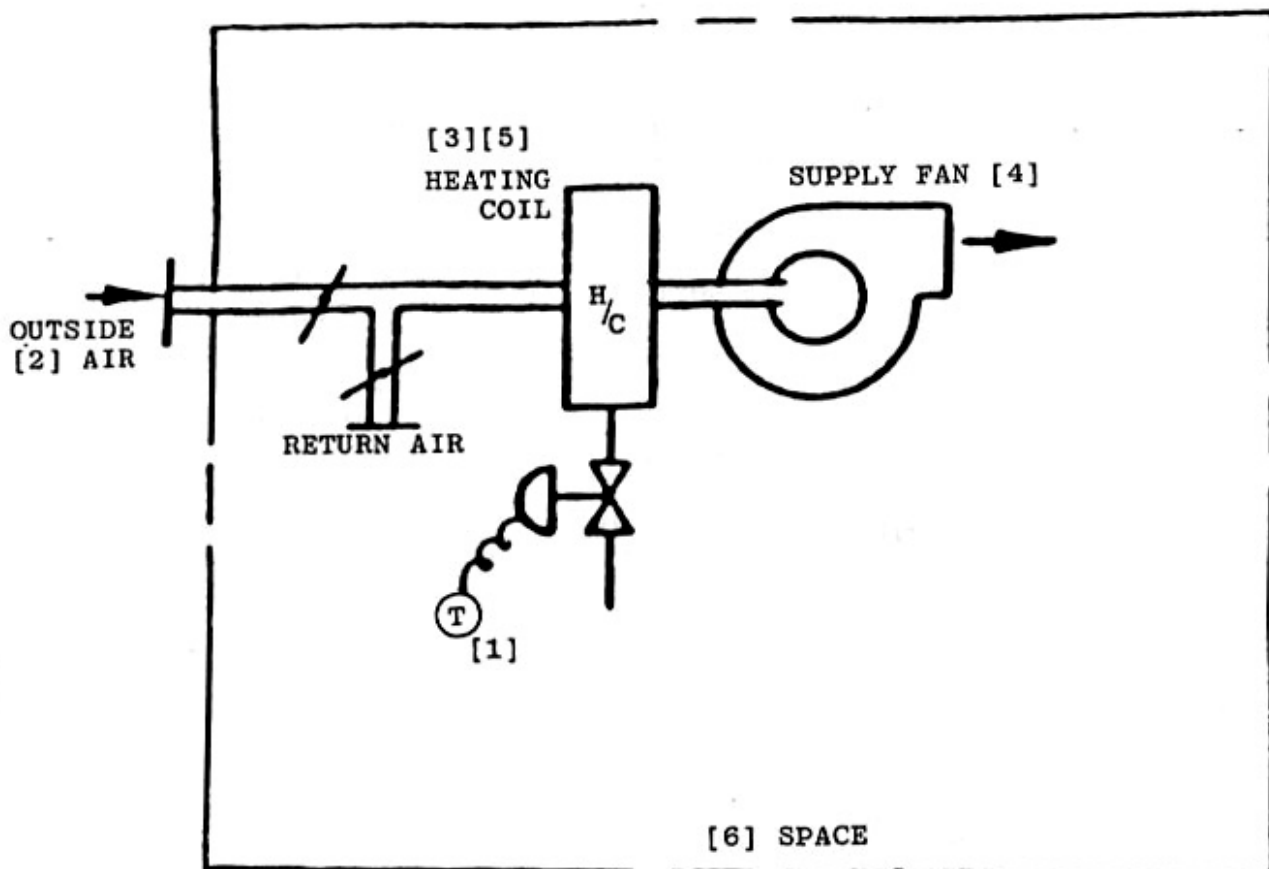 [3][5]
HEATING
COIL
SUPPLY FAN [4]
H/C
OUTSIDE
[2] AIR
RETURN AIR
T
[1]
[6] SPACE